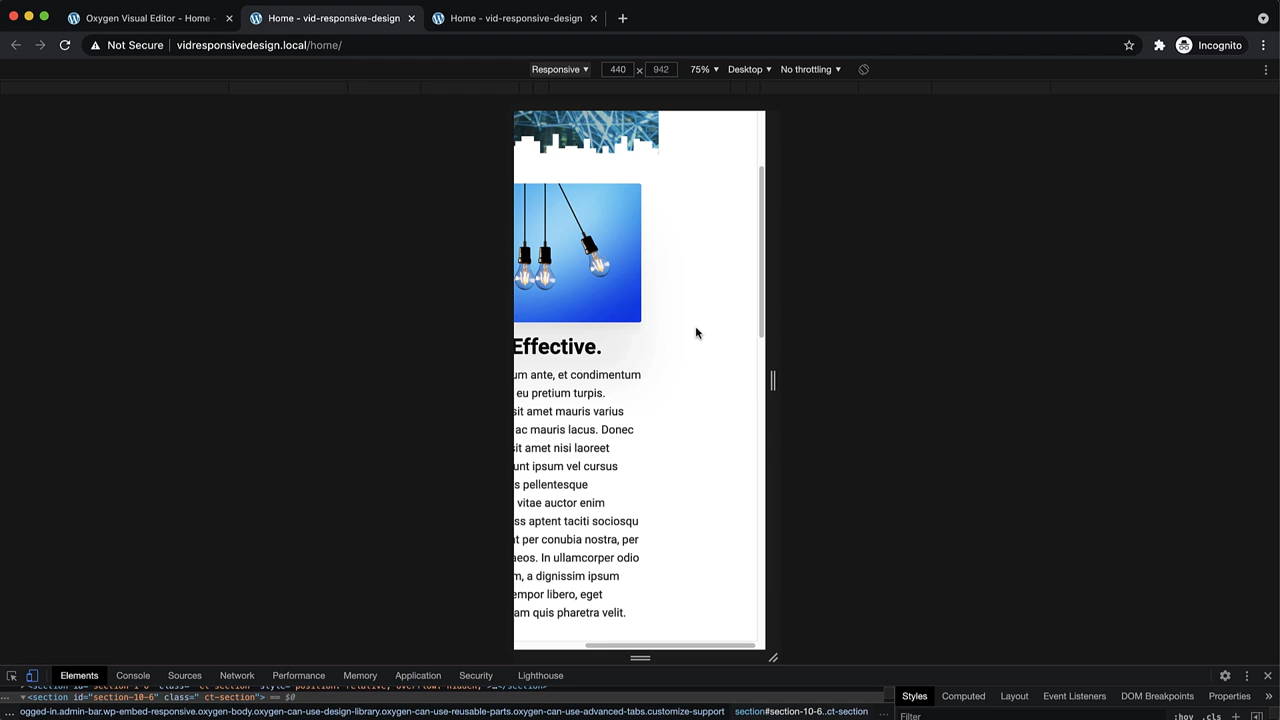 Oxygen Visual Editor - Home -
Home - vid-responsive-design
Home - vid-responsive-design
Not Secure
vidresponsivedesign.local/home/
Incognito
Responsive
440
942
75%
Desktop
No throttling
Effective.
um ante, et condimentum
eu pretium turpis.
sit amet mauris varius
ac mauris lacus. Donec
sit amet nisi laoreet
unt ipsum vel cursus
s pellentesque
vitae auctor enim
ss aptent taciti sociosqu
t per conubia nostra, per
aeos. In ullamcorper odio
m, a dignissim ipsum
empor libero, eget
am quis pharetra velit.
Elements
Console
Sources
Network
Performance
Memory
Application
Security
Lighthouse
<section id="section-10-6" class=" ct-section"> == $0
Styles
Computed
Layout
Event Listeners
DOM Breakpoints
Properties
ogged-in.admin-bar.wp-embed-responsive.oxygen-body.oxygen-can-use-design-library.oxygen-can-use-reusable-parts.oxygen-can-use-advanced-tabs.customize-support
section#section-10-6..ct-section
Filter
:hov .cls